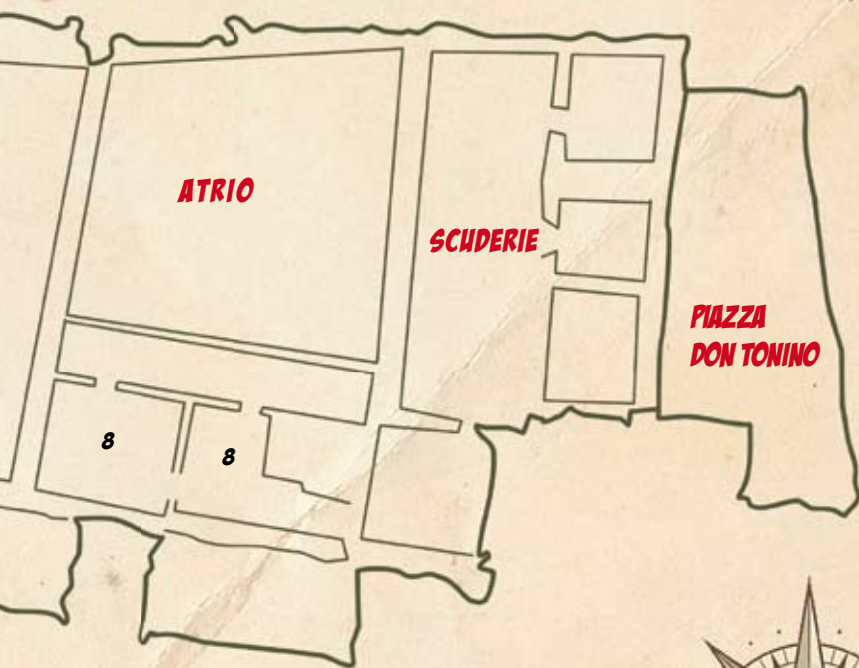 ATRIO
SCUDERIE
PIAZZA
DON TONINO
8
8